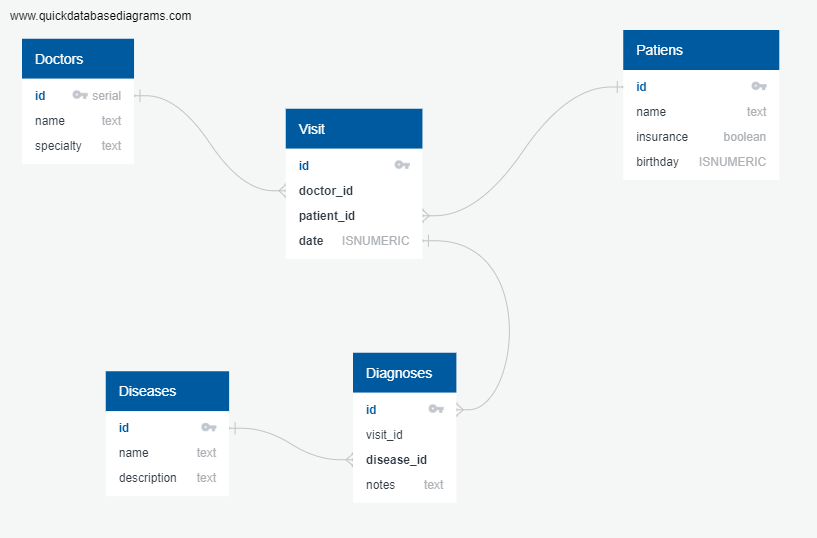 www.quickdatabasediagrams.com
Doctors
id serial
name text
specialty text
Visit
id
doctor_id
patient_id
date ISNUMERIC
Patiens
id
name text
insurance boolean
birthday ISNUMERIC
Diseases
id
name text
description text
Diagnoses
id
visit_id
disease_id
notes text